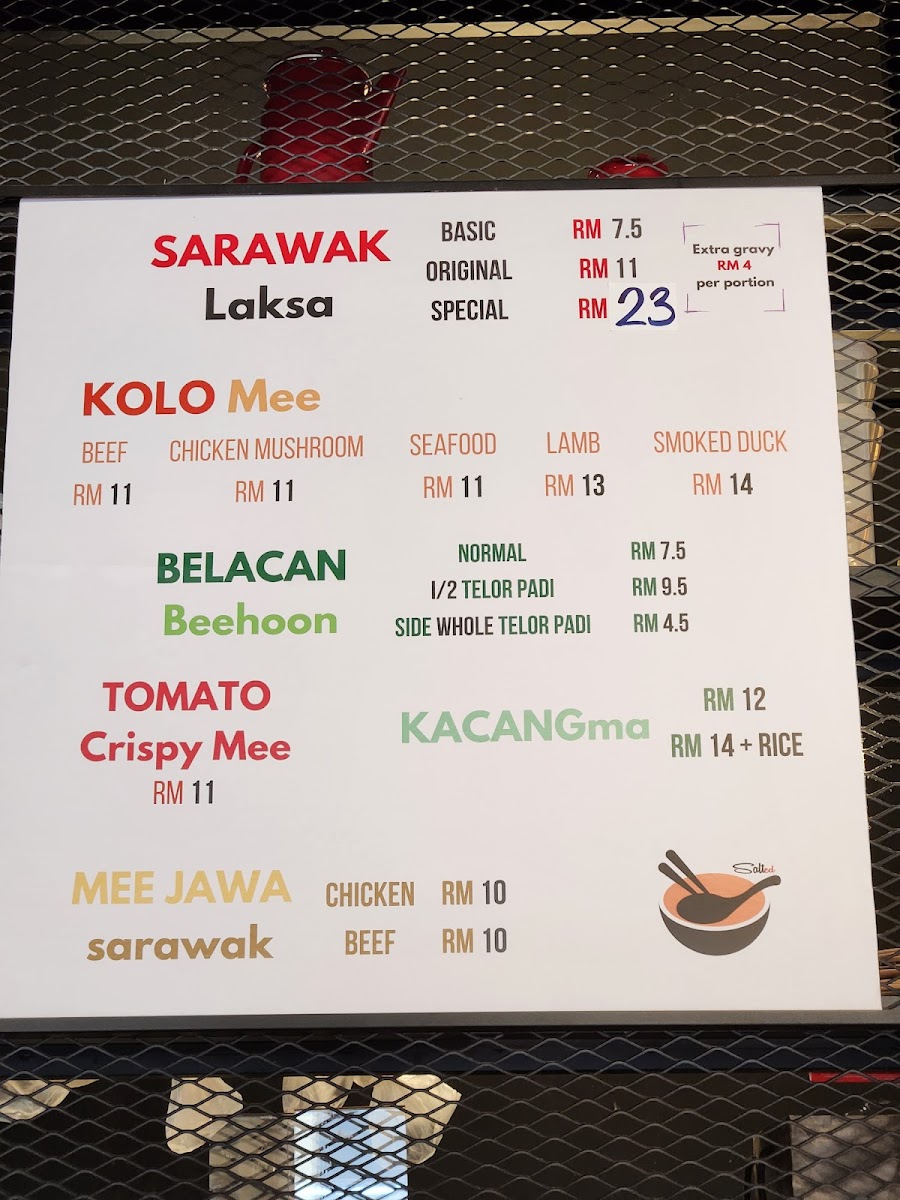 SARAWAK
Laksa
BASIC RM 7.5
ORIGINAL RM 11
SPECIAL RM 23
Extra gravy
RM 4
per portion
KOLO Mee
BEEF CHICKEN MUSHROOM SEAFOOD LAMB SMOKED DUCK
RM 11 RM 11 RM 11 RM 13 RM 14
BELACAN
Beehoon
NORMAL RM 7.5
1/2 TELOR PADI RM 9.5
SIDE WHOLE TELOR PADI RM 4.5
TOMATO
Crispy Mee
RM 11
KACANGma
RM 12
RM 14 + RICE
MEE JAWA
sarawak
CHICKEN RM 10
BEEF RM 10
Salted